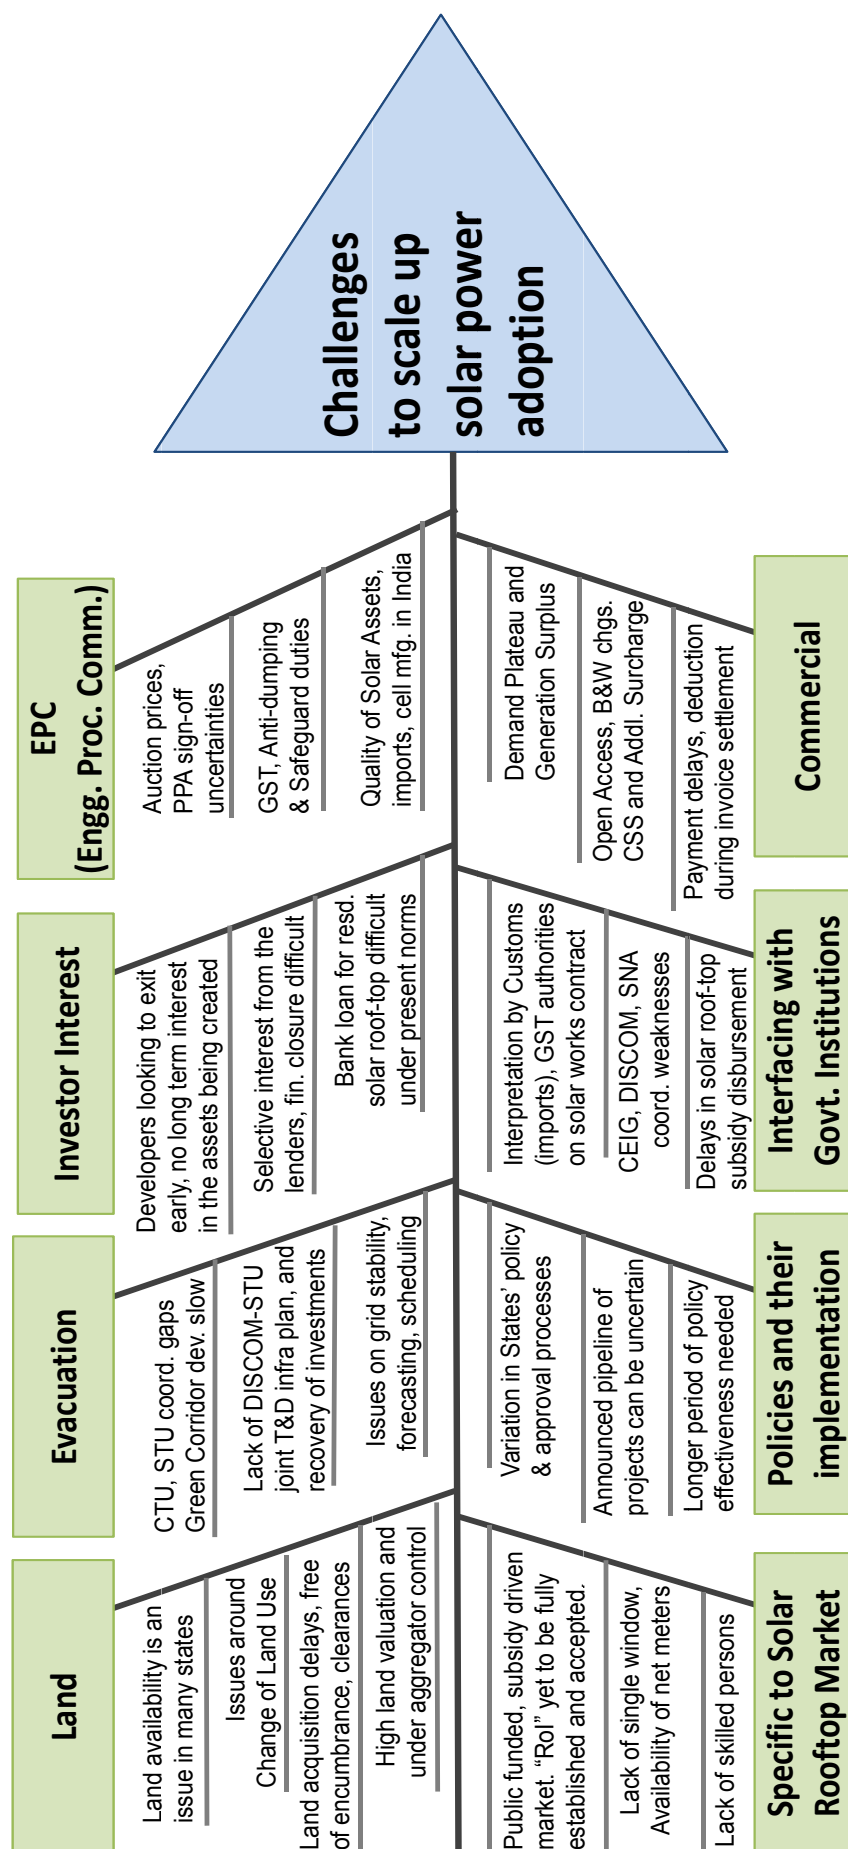 Land
Land availability is an
issue in many states
Issues around
Change of Land Use
Land acquisition delays, free
of encumbrance, clearances
High land valuation and
under aggregator control
Evacuation
CTU, STU coord. gaps
Green Corridor dev. slow
Lack of DISCOM-STU
joint T&D infra plan, and
recovery of investments
Issues on grid stability,
forecasting, scheduling
Investor Interest
Developers looking to exit
early, no long term interest
in the assets being created
Selective interest from the
lenders, fin. closure difficult
Bank loan for resd.
solar roof-top difficult
under present norms
EPC
(Engg. Proc. Comm.)
Auction prices,
PPA sign-off
uncertainties
GST, Anti-dumping
& Safeguard duties
Quality of Solar Assets,
imports, cell mfg. in India
Challenges
to scale up
solar power
adoption
Public funded, subsidy driven
market. “RoI” yet to be fully
established and accepted.
Lack of single window,
Availability of net meters
Lack of skilled persons
Specific to Solar
Rooftop Market
Variation in States’ policy
& approval processes
Announced pipeline of
projects can be uncertain
Longer period of policy
effectiveness needed
Policies and their
implementation
Interpretation by Customs
(imports), GST authorities
on solar works contract
CEIG, DISCOM, SNA
coord. weaknesses
Delays in solar roof-top
subsidy disbursement
Interfacing with
Govt. Institutions
Demand Plateau and
Generation Surplus
Open Access, B&W chgs.
CSS and Addl. Surcharge
Payment delays, deduction
during invoice settlement
Commercial